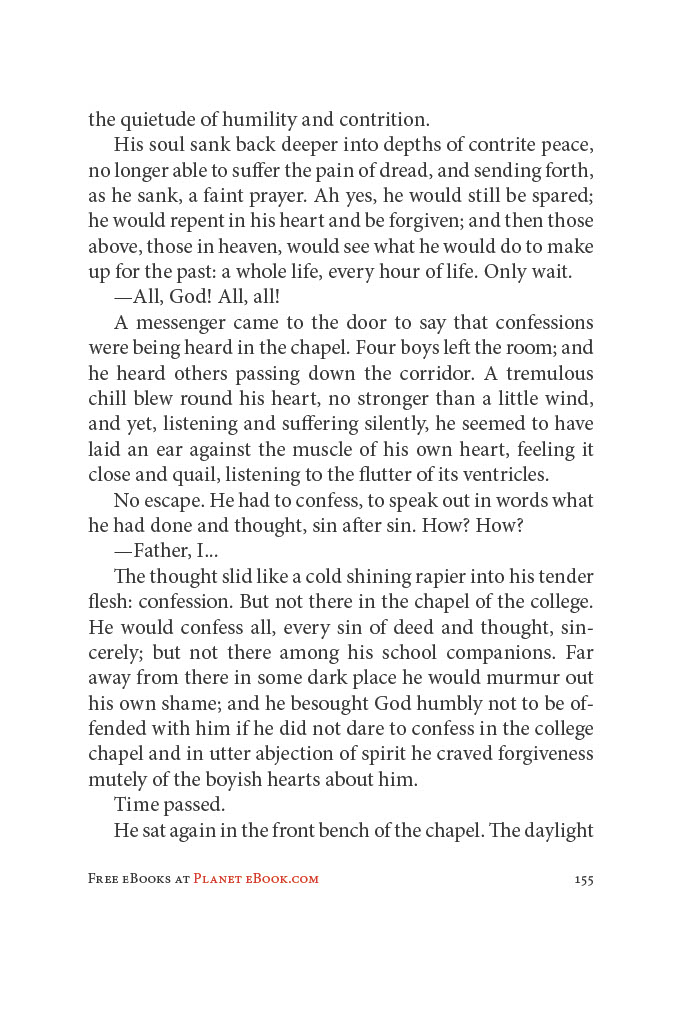 the quietude of humility and contrition.
His soul sank back deeper into depths of contrite peace,
no longer able to suffer the pain of dread, and sending forth,
as he sank, a faint prayer. Ah yes, he would still be spared;
he would repent in his heart and be forgiven; and then those
above, those in heaven, would see what he would do to make
up for the past: a whole life, every hour of life. Only wait.
—All, God! All, all!
A messenger came to the door to say that confessions
were being heard in the chapel. Four boys left the room; and
he heard others passing down the corridor. A tremulous
chill blew round his heart, no stronger than a little wind,
and yet, listening and suffering silently, he seemed to have
laid an ear against the muscle of his own heart, feeling it
close and quail, listening to the flutter of its ventricles.
No escape. He had to confess, to speak out in words what
he had done and thought, sin after sin. How? How?
—Father, I...
The thought slid like a cold shining rapier into his tender
flesh: confession. But not there in the chapel of the college.
He would confess all, every sin of deed and thought, sin-
cerely; but not there among his school companions. Far
away from there in some dark place he would murmur out
his own shame; and he besought God humbly not to be of-
fended with him if he did not dare to confess in the college
chapel and in utter abjection of spirit he craved forgiveness
mutely of the boyish hearts about him.
Time passed.
He sat again in the front bench of the chapel. The daylight
Free eBooks at Planet eBook.com 155